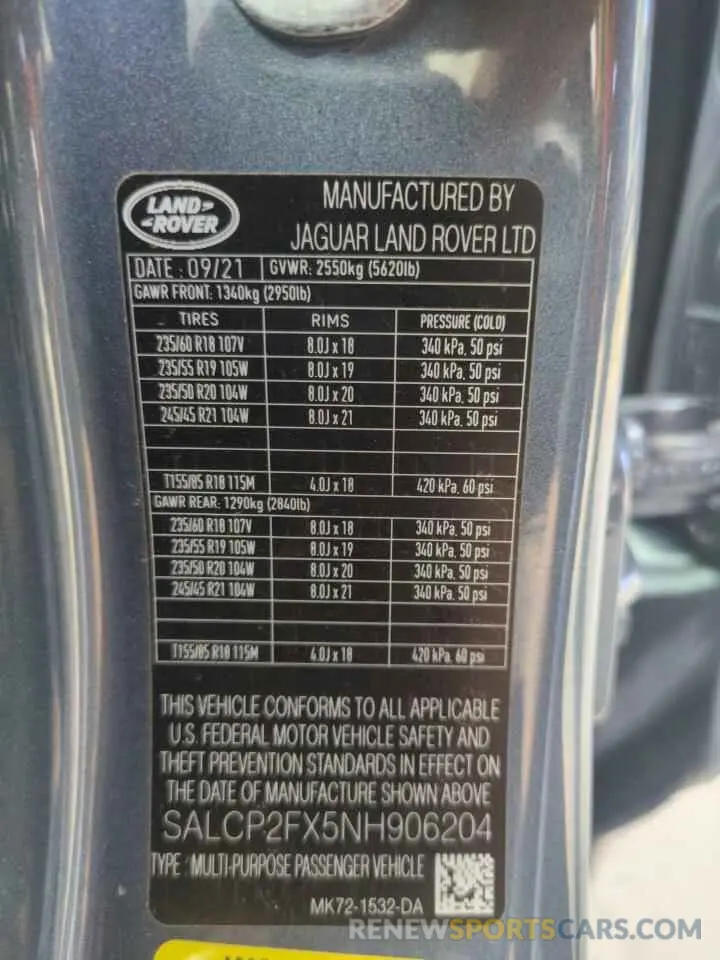 LAND-
-ROVER
MANUFACTURED BY
JAGUAR LAND ROVER LTD
DATE : 09/21 GVWR: 2550kg (5620lb)
GAWR FRONT: 1340kg (2950lb)
TIRES RIMS PRESSURE (COLD)
235/60 R18 107V 8.0J x 18 340 kPa, 50 psi
235/55 R19 105W 8.0J x 19 340 kPa, 50 psi
235/50 R20 104W 8.0J x 20 340 kPa, 50 psi
245/45 R21 104W 8.0J x 21 340 kPa, 50 psi
T155/85 R18 115M 4.0J x 18 420 kPa, 60 psi
GAWR REAR: 1290kg (2840lb)
235/60 R18 107V 8.0J x 18 340 kPa, 50 psi
235/55 R19 105W 8.0J x 19 340 kPa, 50 psi
235/50 R20 104W 8.0J x 20 340 kPa, 50 psi
245/45 R21 104W 8.0J x 21 340 kPa, 50 psi
T155/85 R18 115M 4.0J x 18 420 kPa, 60 psi
THIS VEHICLE CONFORMS TO ALL APPLICABLE
U.S. FEDERAL MOTOR VEHICLE SAFETY AND
THEFT PREVENTION STANDARDS IN EFFECT ON
THE DATE OF MANUFACTURE SHOWN ABOVE
SALCP2FX5NH906204
TYPE : MULTI-PURPOSE PASSENGER VEHICLE
MK72-1532-DA
RENEWSPORTSCARS.COM